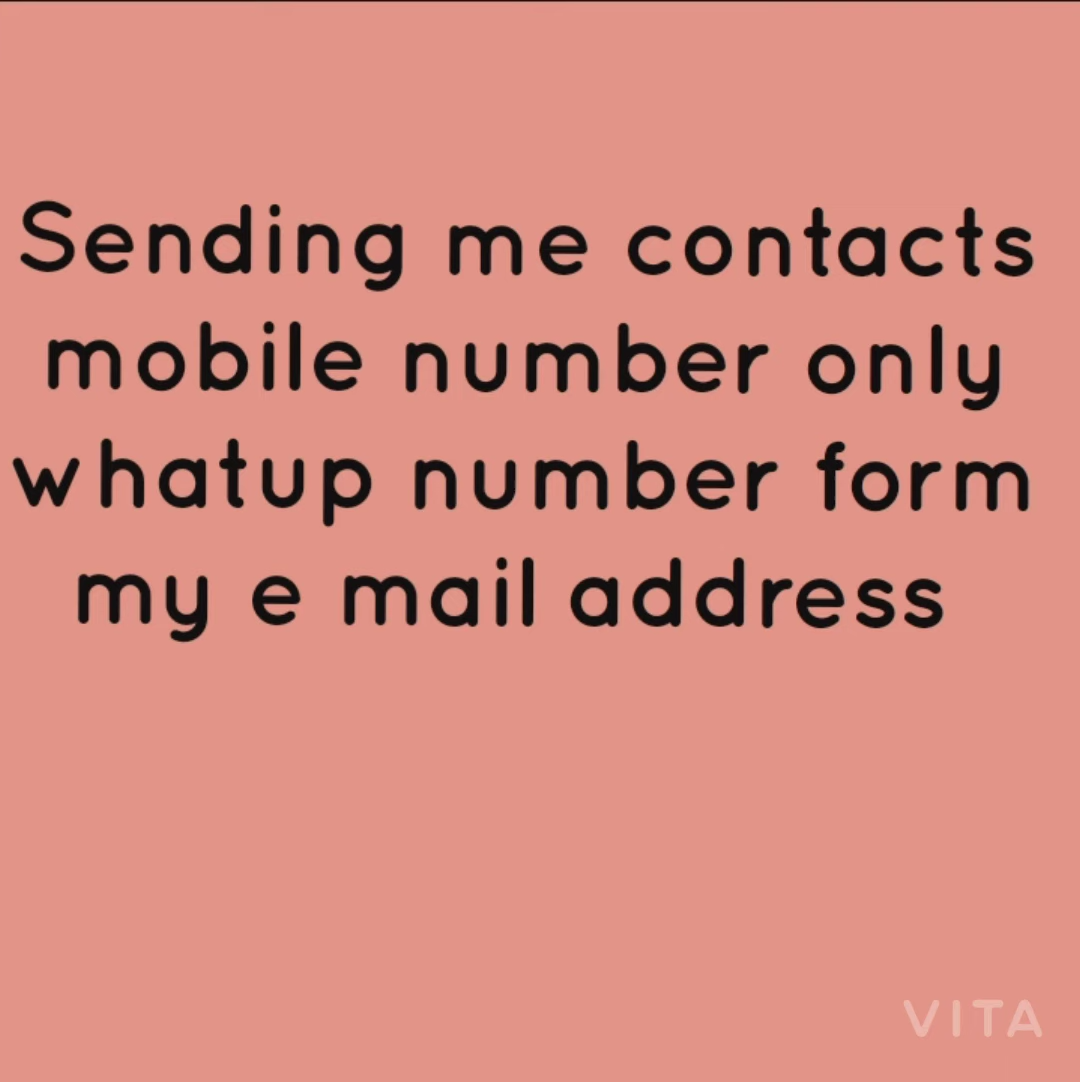 Sending me contacts
mobile number only
whatup number form
my e mail address
VITA